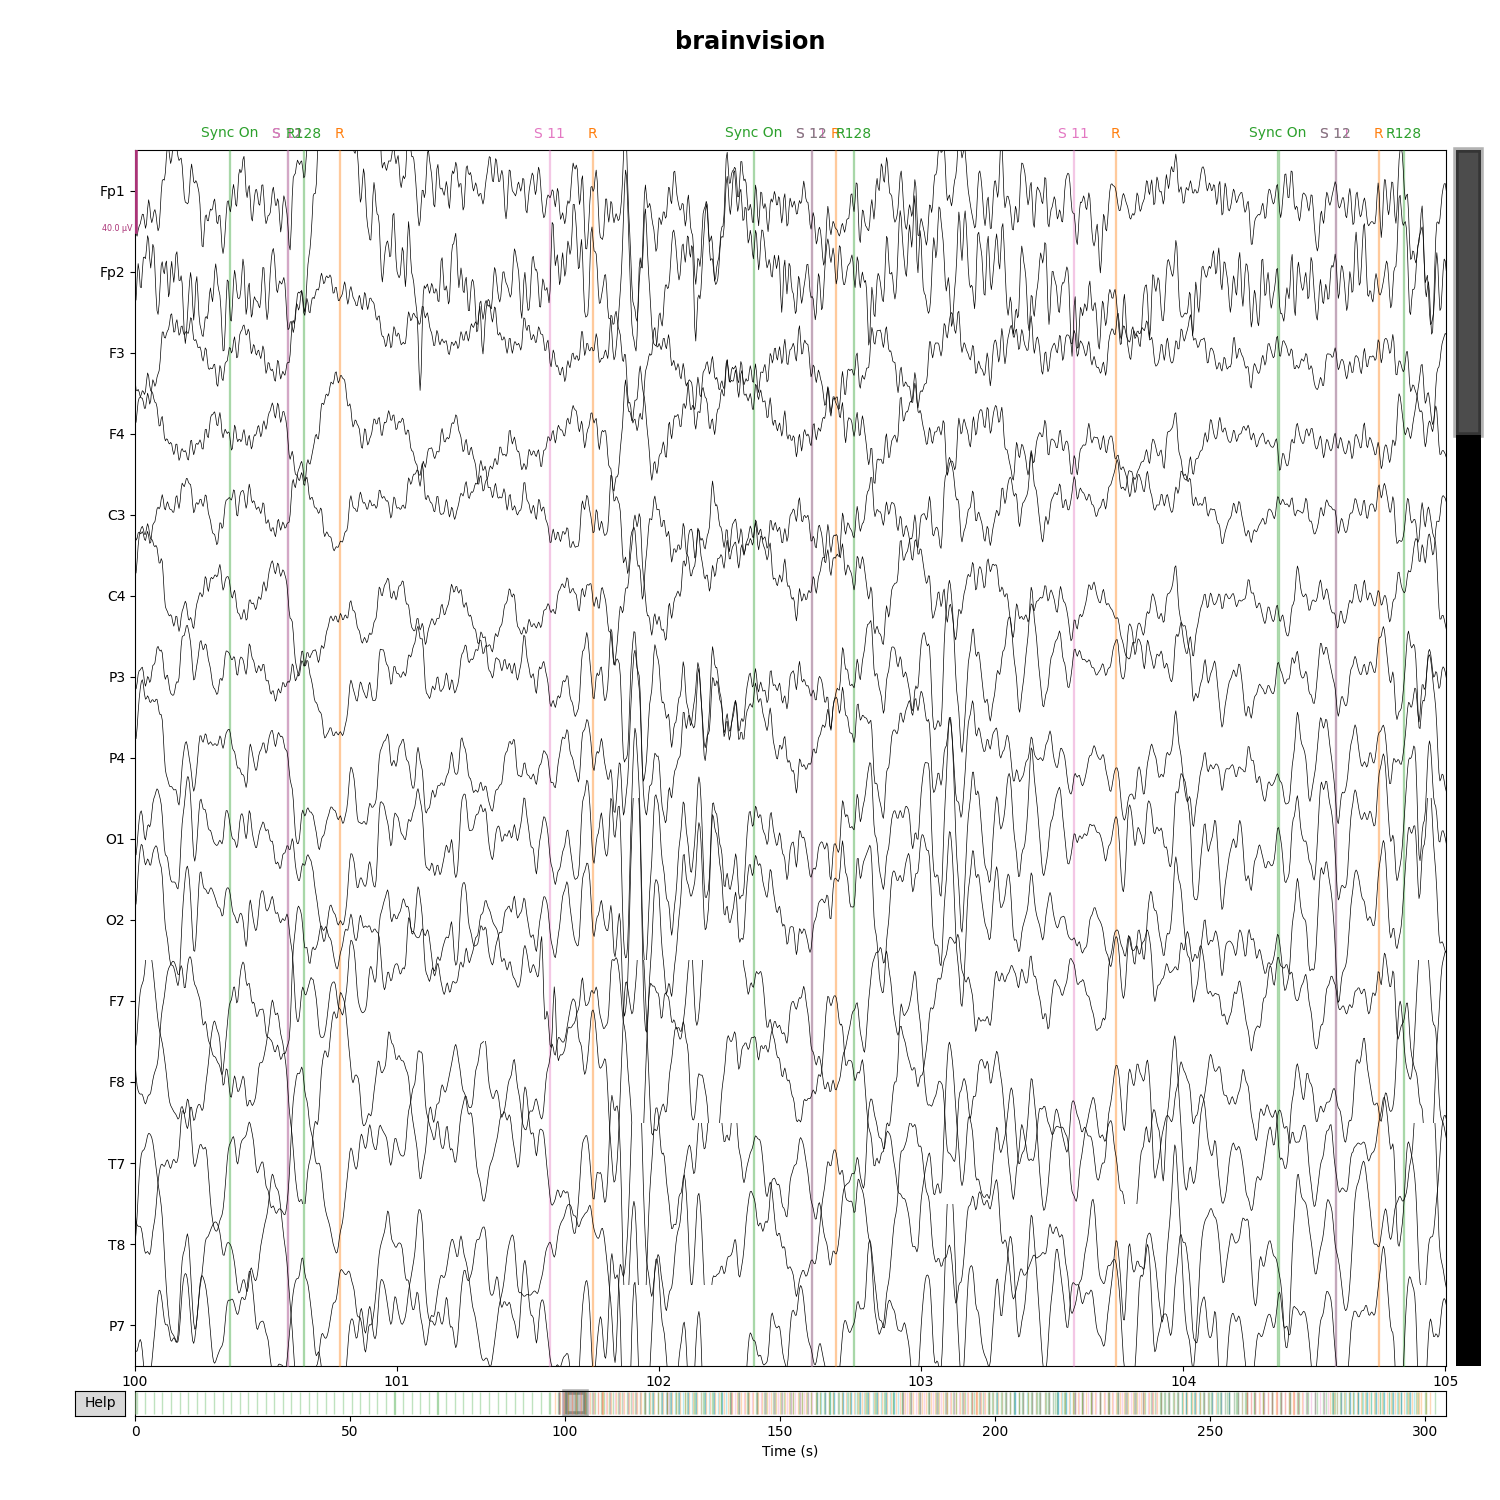 brainvision
Sync On S 11 R128 R S 11 R Sync On S 11 R R128 S 11 R Sync On S 11 R R128
Fp1
40.0 µV
Fp2
F3
F4
C3
C4
P3
P4
O1
O2
F7
F8
T7
T8
P7
100 101 102 103 104 105
Help
0 50 100 150 200 250 300
Time (s)